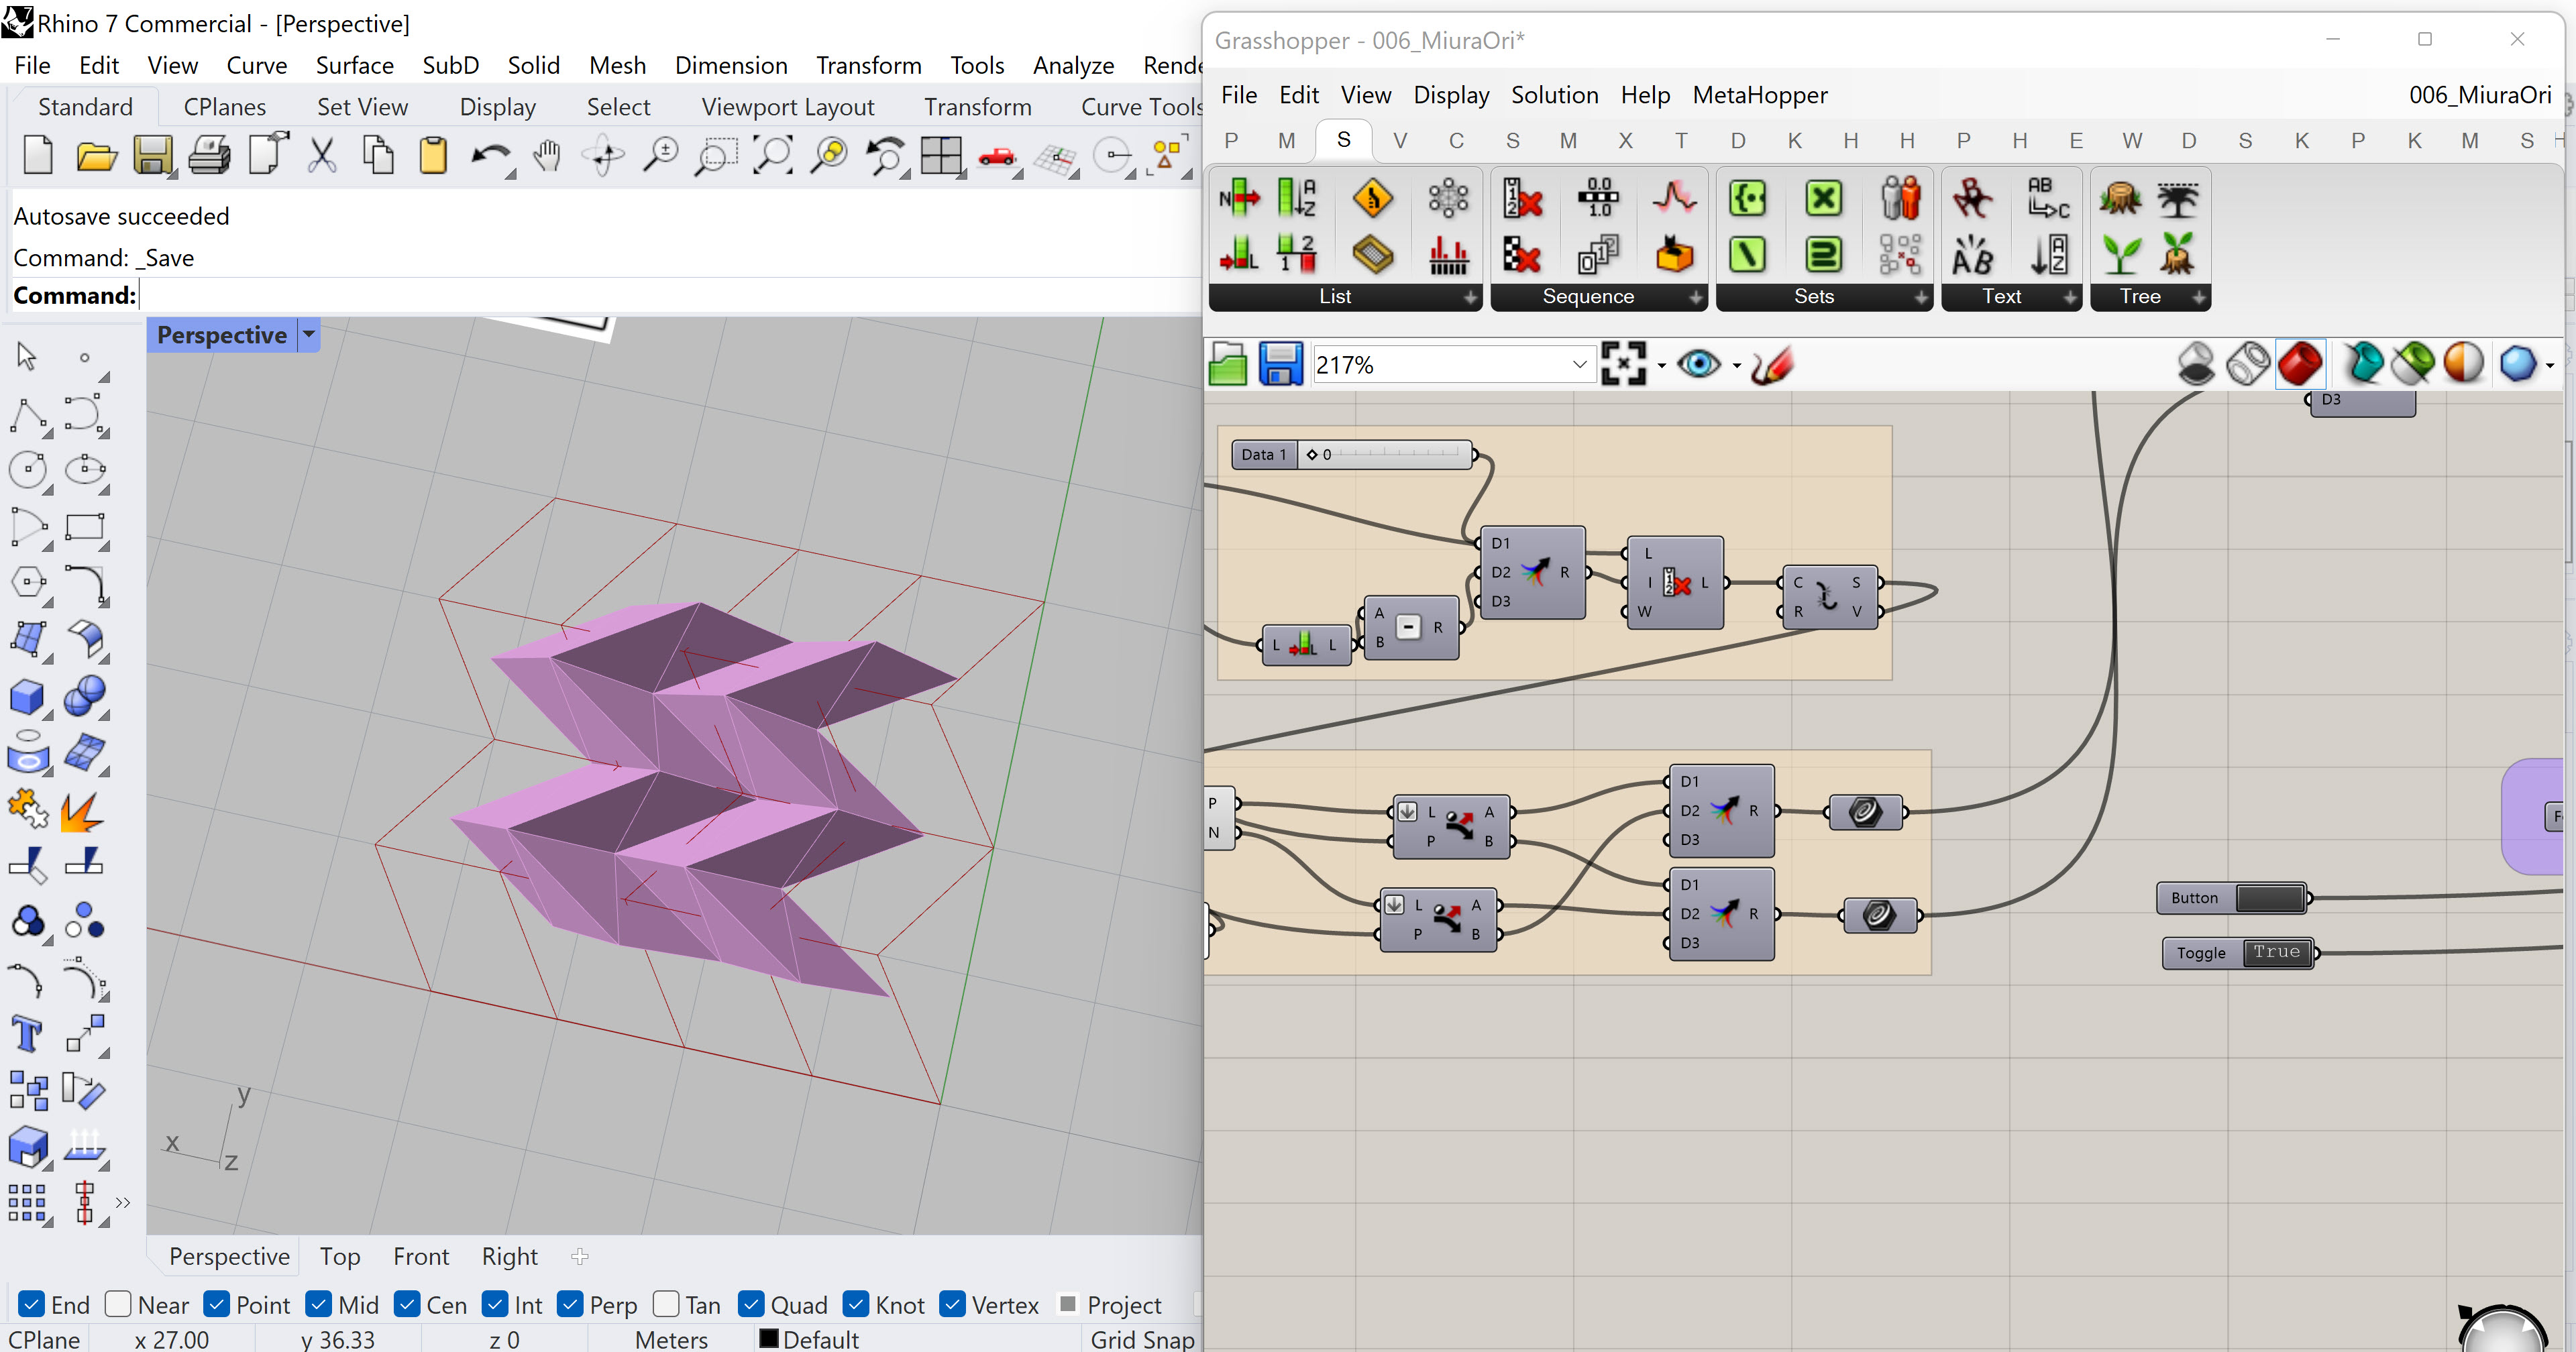 Rhino 7 Commercial - [Perspective]
File Edit View Curve Surface SubD Solid Mesh Dimension Transform Tools Analyze Rende
Standard CPlanes Set View Display Select Viewport Layout Transform Curve Tools
Autosave succeeded
Command: _Save
Command:
Perspective
y
x
z
Perspective Top Front Right
End Near Point Mid Cen Int Perp Tan Quad Knot Vertex Project
CPlane x 27.00 y 36.33 z 0 Meters Default Grid Snap
Grasshopper - 006_MiuraOri*
File Edit View Display Solution Help MetaHopper 006_MiuraOri
P M S V C S M X T D K H H P H E W D S K P K M S H
List Sequence Sets Text Tree
217%
D3
Data 1 0
D1
D2 R
D3
L
I L
W
C S
R V
L L
A
B R
P
N
L A
P B
D1
D2 R
D3
L A
P B
D1
D2 R
D3
F
Button
Toggle True